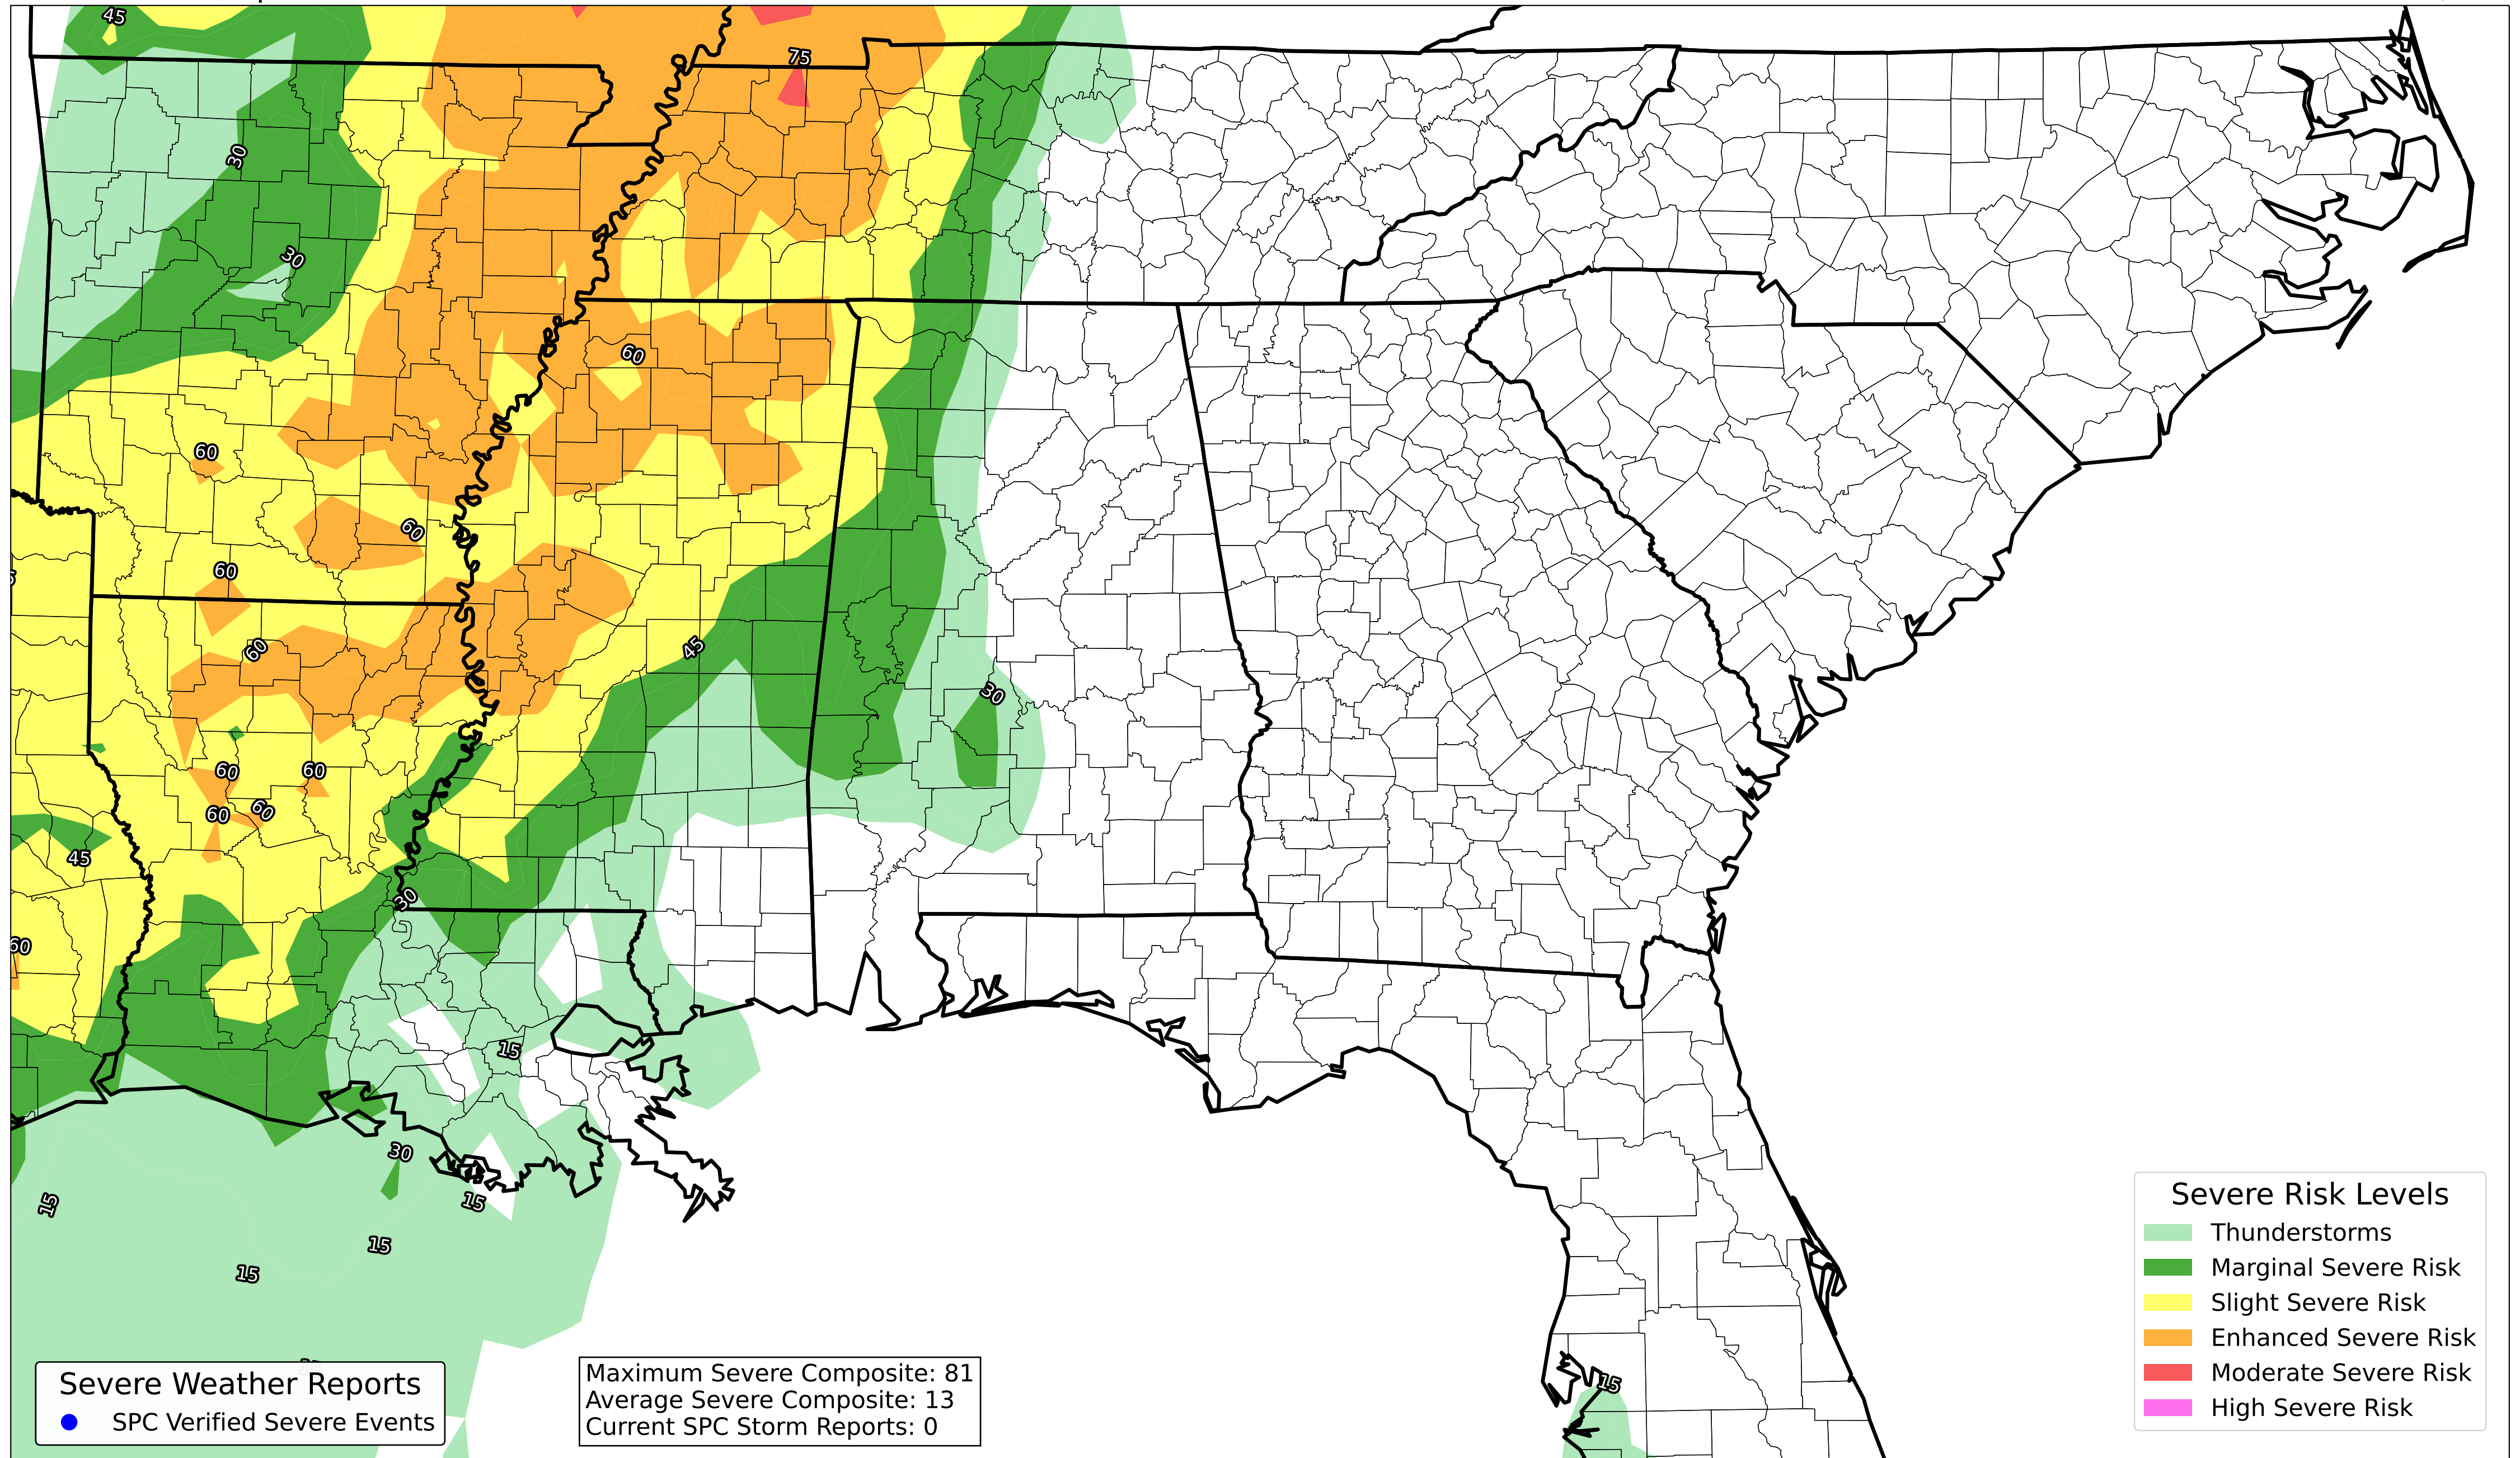 45
75
30
30
60
60
60
60
60
45
30
60
60
60
60
45
30
60
15
30
15
15
15
15
15
Severe Weather Reports
SPC Verified Severe Events
Maximum Severe Composite: 81
Average Severe Composite: 13
Current SPC Storm Reports: 0
Severe Risk Levels
Thunderstorms
Marginal Severe Risk
Slight Severe Risk
Enhanced Severe Risk
Moderate Severe Risk
High Severe Risk